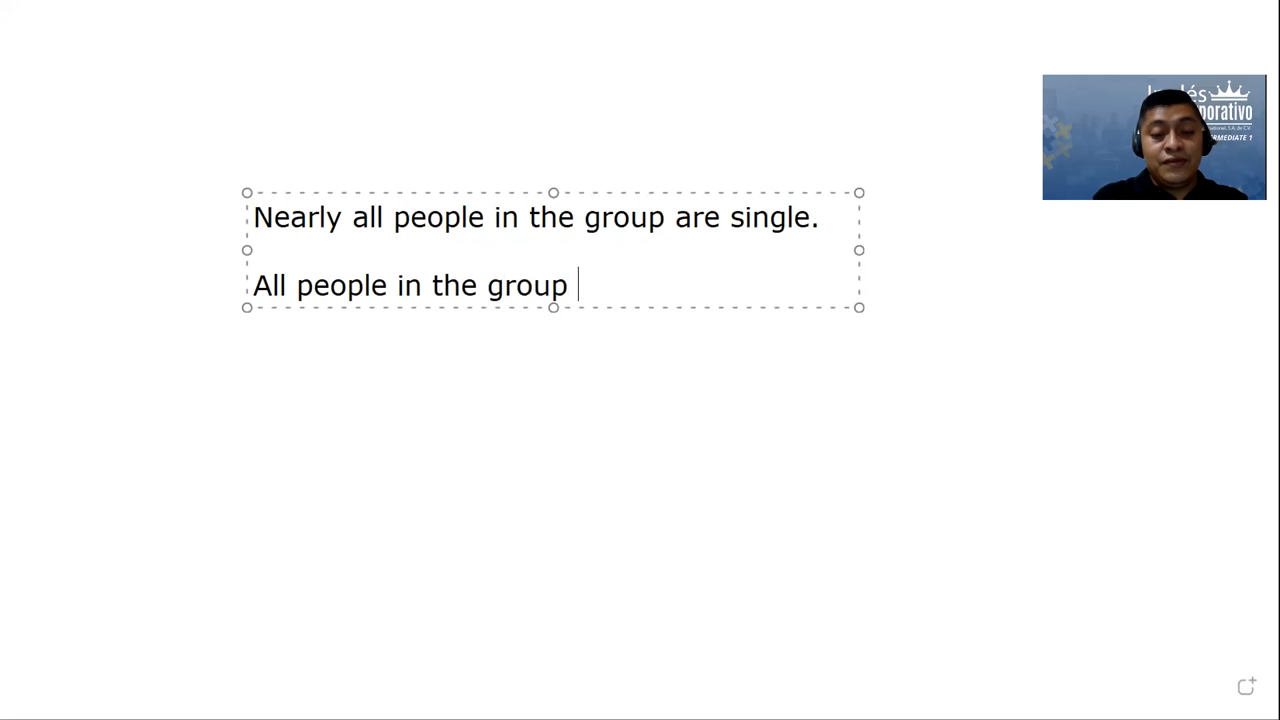 Nearly all people in the group are single.
All people in the group